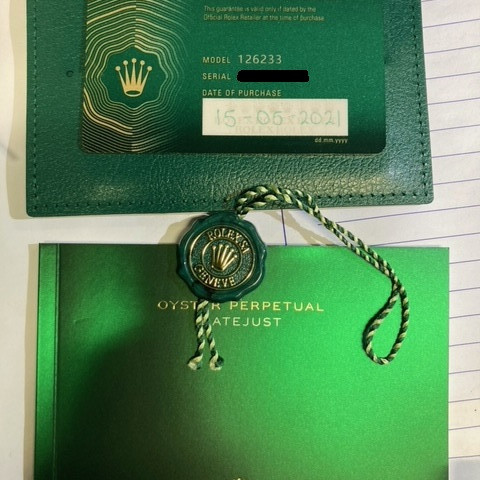 This guarantee is valid only if dated by the
Official Rolex Retailer at the time of purchase
MODEL 126233
SERIAL
DATE OF PURCHASE
15-05-2021
dd.mm.yyyy
ROLEX SA
GENEVE
OYSTER PERPETUAL
DATEJUST